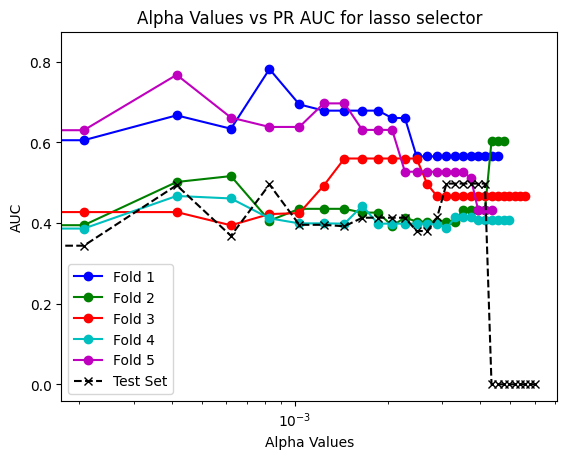 Alpha Values vs PR AUC for lasso selector
0.8
0.6
0.4
0.2
0.0
AUC
Fold 1
Fold 2
Fold 3
Fold 4
Fold 5
Test Set
10⁻³
Alpha Values